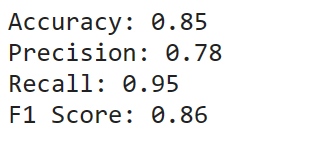 Accuracy: 0.85
Precision: 0.78
Recall: 0.95
F1 Score: 0.86